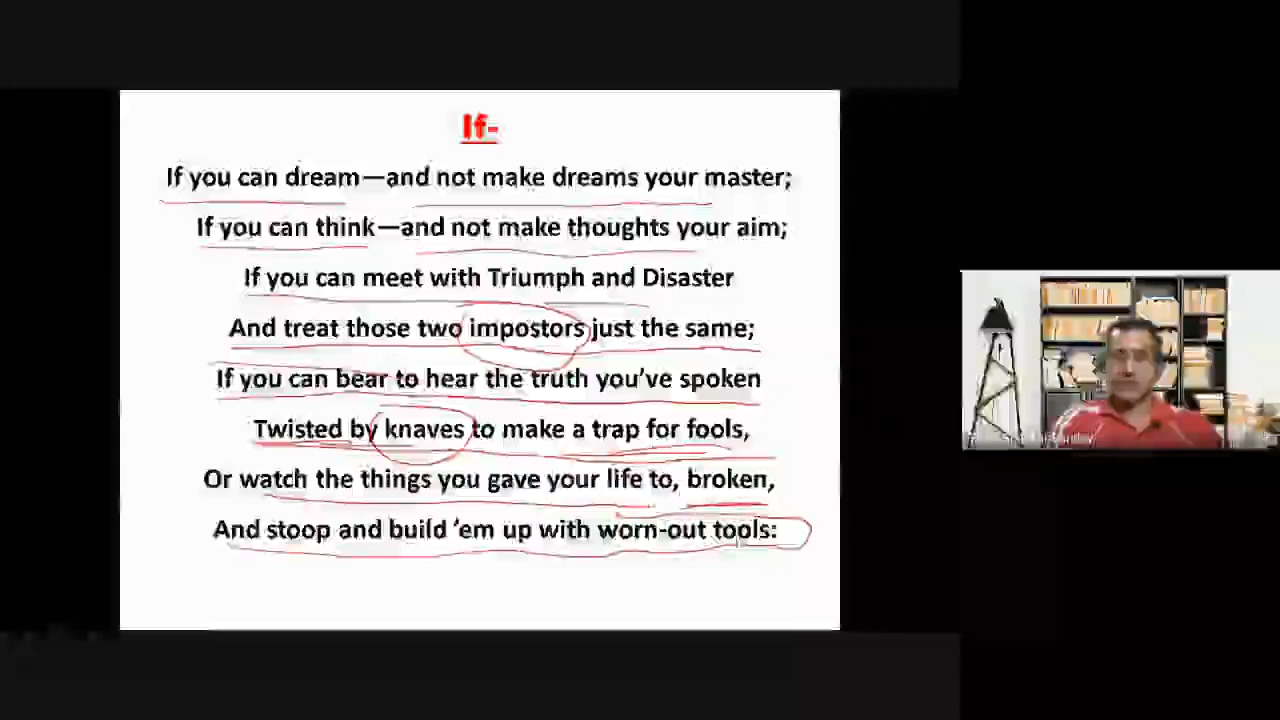 If-
If you can dream—and not make dreams your master;
If you can think—and not make thoughts your aim;
If you can meet with Triumph and Disaster
And treat those two impostors just the same;
If you can bear to hear the truth you've spoken
Twisted by knaves to make a trap for fools,
Or watch the things you gave your life to, broken,
And stoop and build 'em up with worn-out tools: